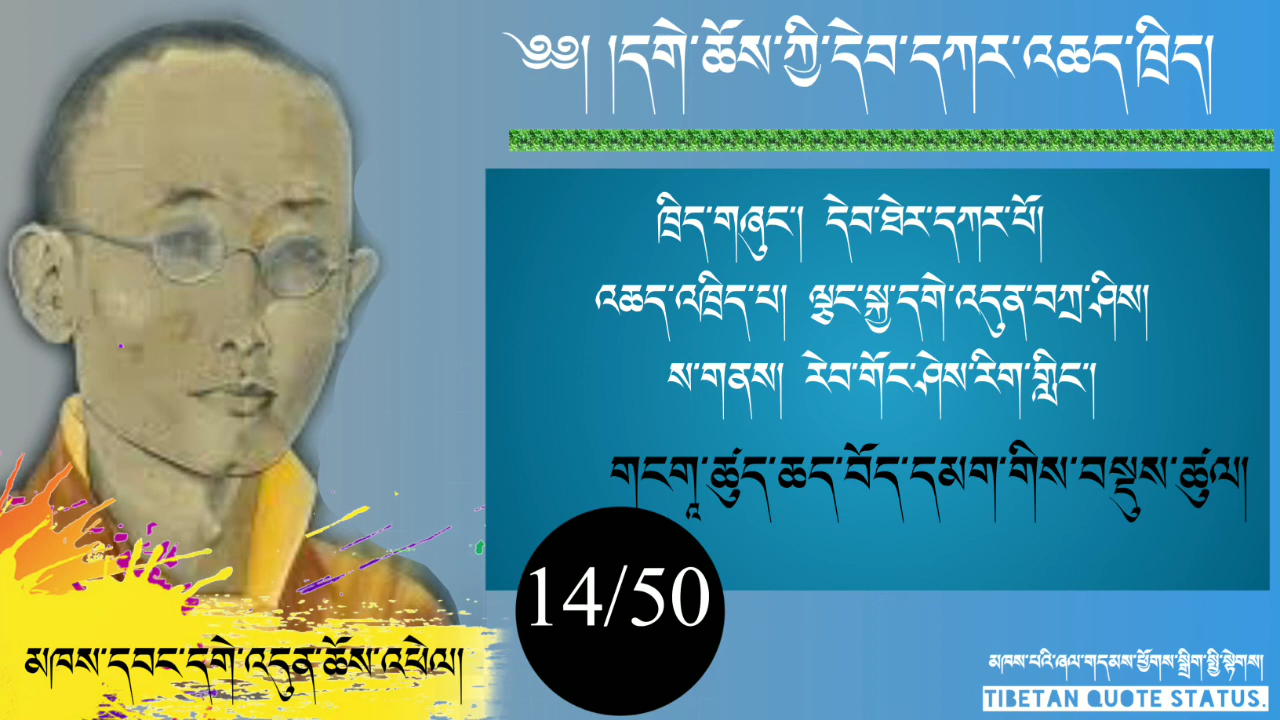 ༄༅། །དགེ་ཆོས་ཀྱི་དེབ་དཀར་འཆད་ཁྲིད།
ཁྲིད་གཞུང་། དེབ་ཐེར་དཀར་པོ།
འཆད་འཁྲིད་པ། ལྕང་སྐྱ་དགེ་འདུན་བཀྲ་ཤིས།
ས་གནས། རེབ་གོང་ཤེས་རིག་གླིང་།
གངགཱ་ཚུད་ཆད་བོད་དམག་གིས་བསྡུས་ཚུལ།
14/50
མཁས་དབང་དགེ་འདུན་ཆོས་འཕེལ།
མཁས་པའི་ཞལ་གདམས་ཕྱོགས་སྒྲིག་སྤྱི་སྟེགས།
TIBETAN QUOTE STATUS.